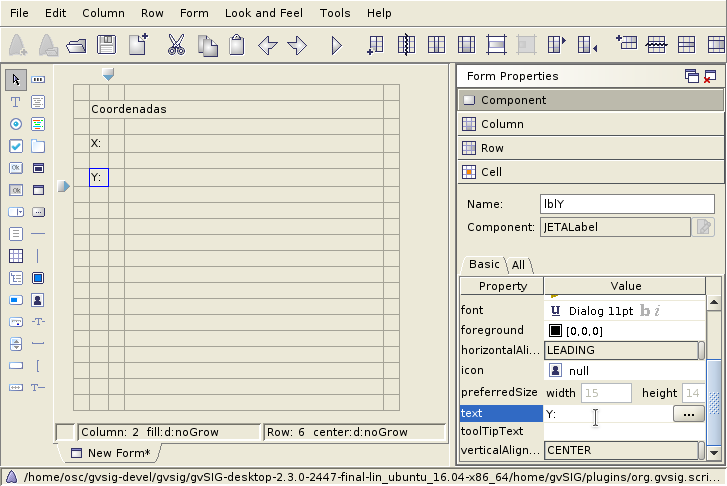 File Edit Column Row Form Look and Feel Tools Help
Form Properties
Component
Column
Row
Cell
Coordenadas
X:
Y:
Name: lblY
Component: JETALabel
Basic All
Property Value
font U Dialog 11pt b i
foreground [0,0,0]
horizontalAli... LEADING
icon null
preferredSize width 15 height 14
text Y: ...
toolTipText
verticalAlign... CENTER
Column: 2 fill:d:noGrow Row: 6 center:d:noGrow
New Form*
/home/osc/gvsig-devel/gvsig/gvSIG-desktop-2.3.0-2447-final-lin_ubuntu_16.04-x86_64/home/gvSIG/plugins/org.gvsig.scri...